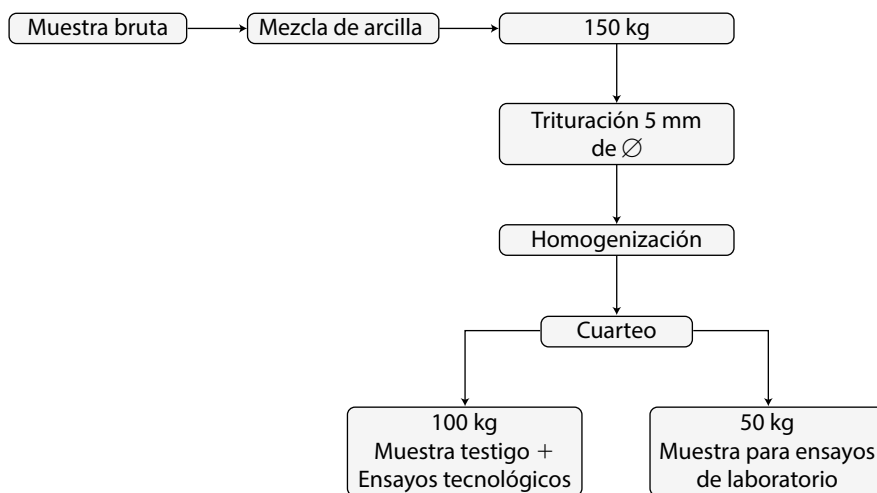 Muestra bruta
Mezcla de arcilla
150 kg
Trituración 5 mm
de ∅
Homogenización
Cuarteo
100 kg
Muestra testigo +
Ensayos tecnológicos
50 kg
Muestra para ensayos
de laboratorio